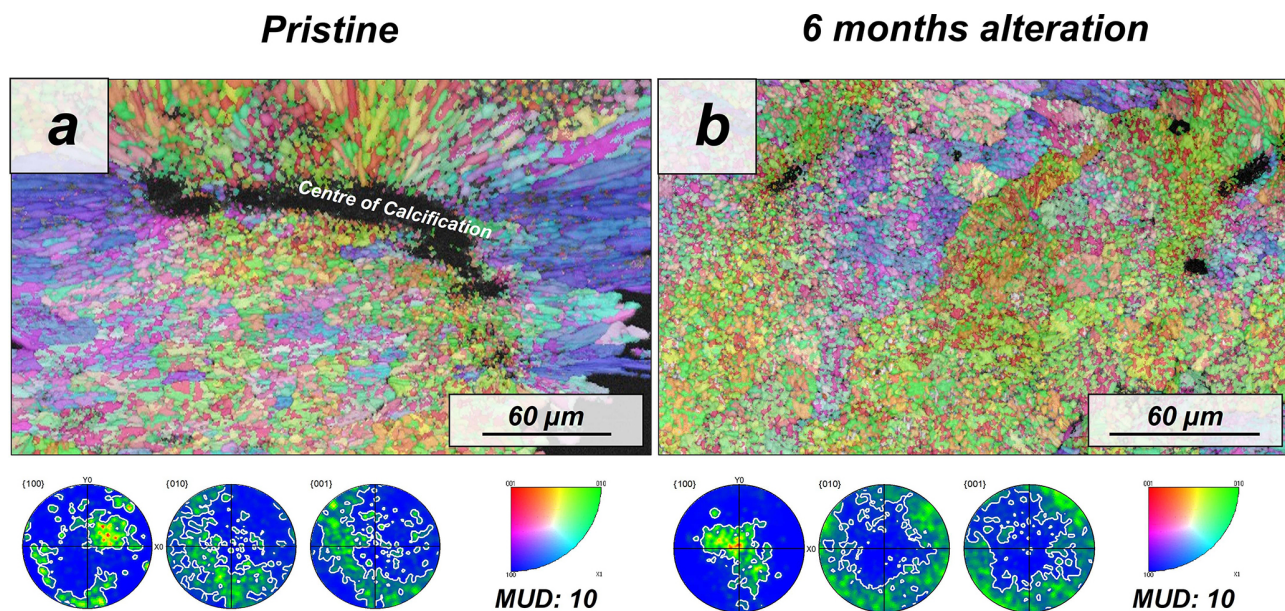 Pristine
6 months alteration
a
b
Centre of Calcification
60 µm
60 µm
{100}
Y0
{010}
{001}
X0
001
010
100
X1
MUD: 10
{100}
Y0
{010}
{001}
X0
001
010
100
X1
MUD: 10